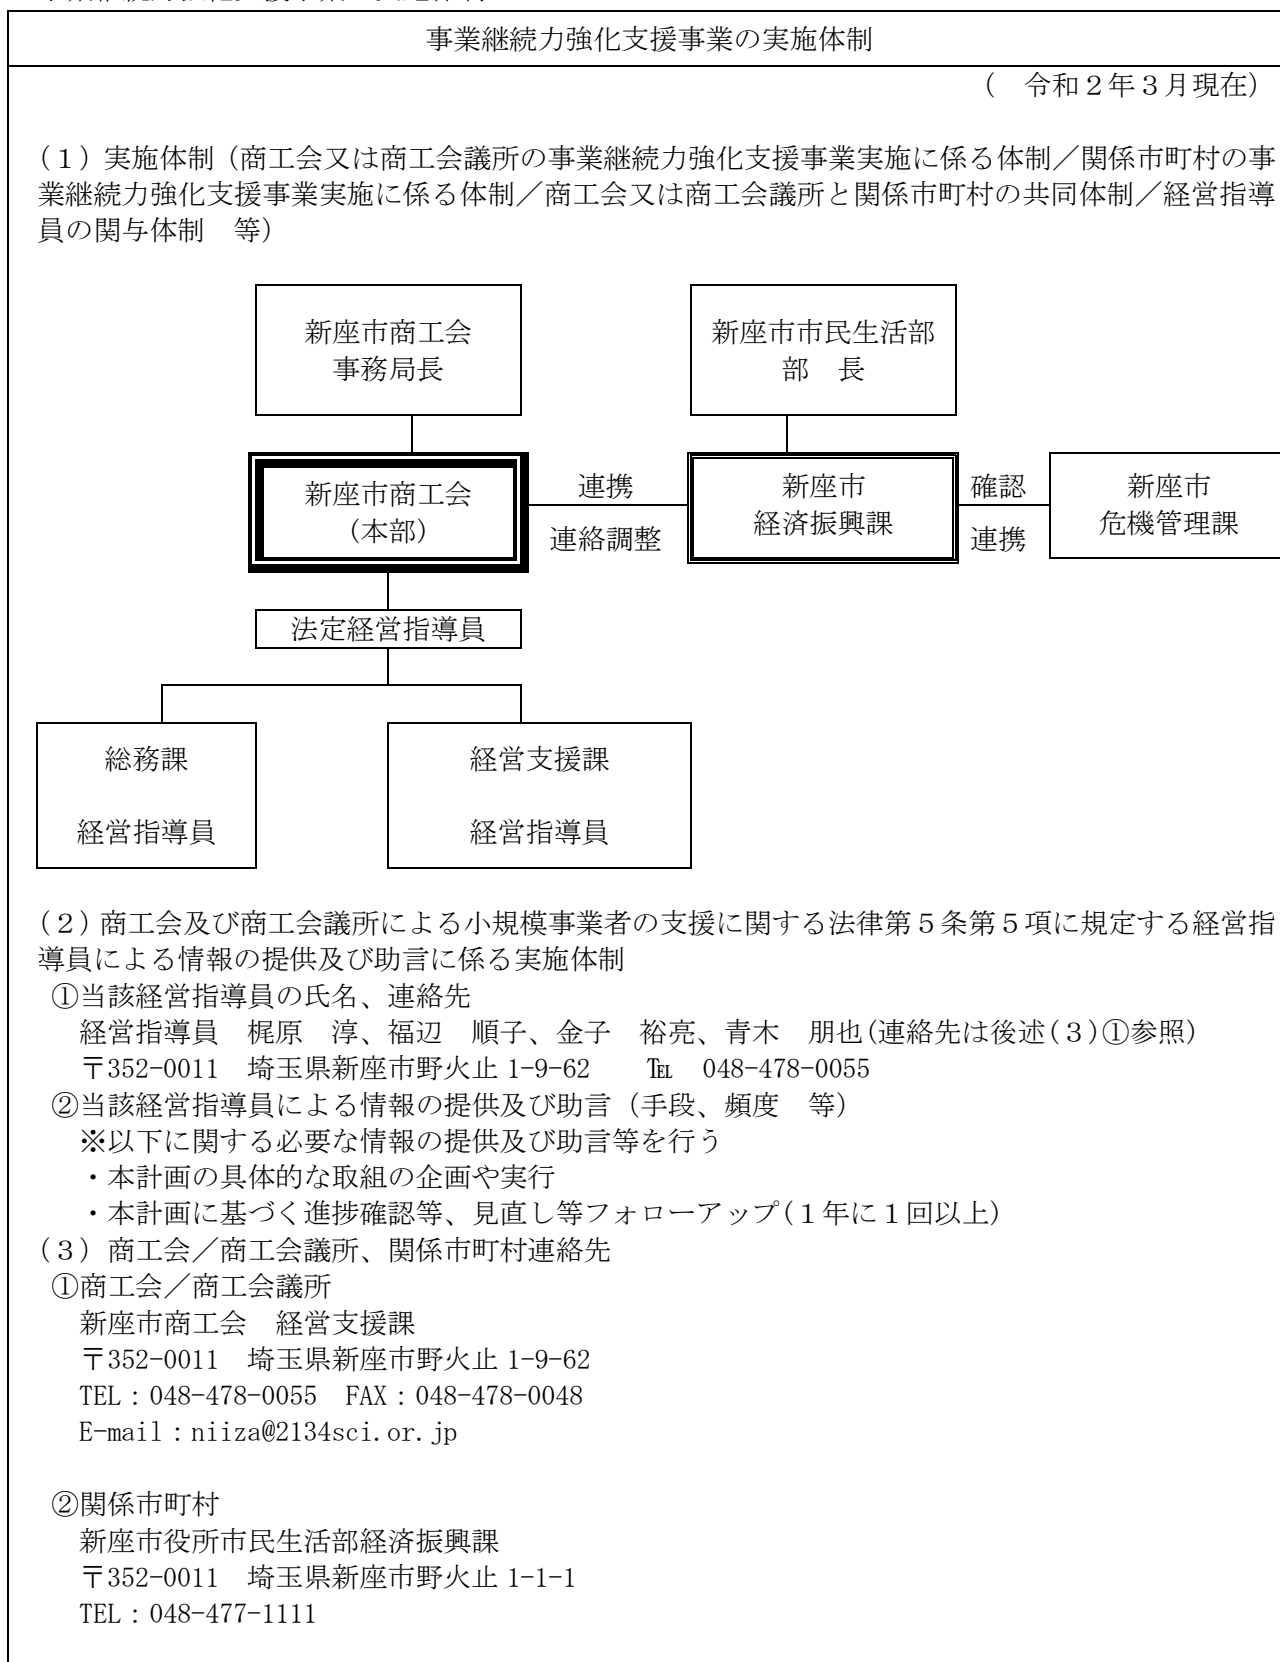 事業継続力強化支援事業の実施体制
(　令和２年３月現在)
(１) 実施体制 (商工会又は商工会議所の事業継続力強化支援事業実施に係る体制／関係市町村の事
業継続力強化支援事業実施に係る体制／商工会又は商工会議所と関係市町村の共同体制／経営指導
員の関与体制　等)
新座市商工会
事務局長
新座市市民生活部
部　長
新座市商工会
(本部)
連携
連絡調整
新座市
経済振興課
確認
連携
新座市
危機管理課
法定経営指導員
総務課
経営指導員
経営支援課
経営指導員
(２)商工会及び商工会議所による小規模事業者の支援に関する法律第５条第５項に規定する経営指
導員による情報の提供及び助言に係る実施体制
①当該経営指導員の氏名、連絡先
経営指導員　梶原　淳、福辺　順子、金子　裕亮、青木　朋也(連絡先は後述(３)①参照)
〒352-0011　埼玉県新座市野火止 1-9-62　　℡　048-478-0055
②当該経営指導員による情報の提供及び助言 (手段、頻度　等)
※以下に関する必要な情報の提供及び助言等を行う
・本計画の具体的な取組の企画や実行
・本計画に基づく進捗確認等、見直し等フォローアップ(１年に１回以上)
(３) 商工会／商工会議所、関係市町村連絡先
①商工会／商工会議所
新座市商工会　経営支援課
〒352-0011　埼玉県新座市野火止 1-9-62
TEL：048-478-0055　FAX：048-478-0048
E-mail：niiza@2134sci.or.jp
②関係市町村
新座市役所市民生活部経済振興課
〒352-0011　埼玉県新座市野火止 1-1-1
TEL：048-477-1111